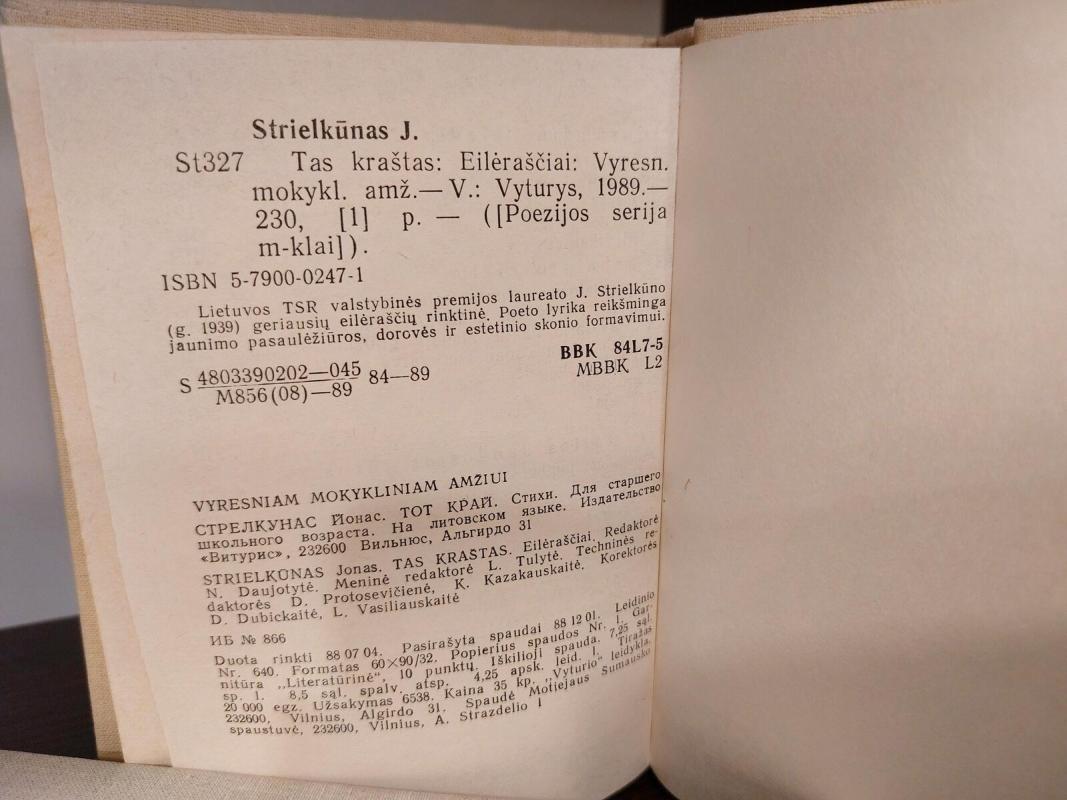 Strielkūnas J.
St327 Tas kraštas: Eilėraščiai: Vyresn.
mokykl. amž.— V.: Vyturys, 1989.—
230, [1] p. — ([Poezijos serija
m-klai]).
ISBN 5-7900-0247-1
Lietuvos TSR valstybinės premijos laureato J. Strielkūno
(g. 1939) geriausių eilėraščių rinktinė. Poeto lyrika reikšminga
jaunimo pasaulėžiūros, dorovės ir estetinio skonio formavimui.
S 4803390202—045 84—89
M856(08)—89
BBK 84L7-5
MBBK L2
VYRESNIAM MOKYKLINIAM AMŽIUI
СТРЕЛКУНАС Йонас. ТОТ КРАЙ. Стихи. Для старшего
школьного возраста. На литовском языке. Издательство
«Витурис», 232600 Вильнюс, Альгирдо 31
STRIELKŪNAS Jonas. TAS KRAŠTAS. Eilėraščiai. Redaktorė
N. Daujotytė. Meninė redaktorė L. Tulytė. Techninės re-
daktorės D. Protosevičienė, K. Kazakauskaitė. Korektorės
D. Dubickaitė, L. Vasiliauskaitė
ИБ № 866
Duota rinkti 88 07 04. Pasirašyta spaudai 88 12 01. Leidinio
Nr. 640. Formatas 60×90/32. Popierius spaudos Nr. 1. Gar-
nitūra „Literatūrinė", 10 punktų. Iškilioji spauda. 7,25 sąl.
sp. l. 8,5 sąl. spalv. atsp. 4,25 apsk. leid. l. Tiražas
20 000 egz. Užsakymas 6538. Kaina 35 kp. „Vyturio" leidykla,
232600, Vilnius, Algirdo 31. Spaudė Motiejaus Šumausko
spaustuvė, 232600, Vilnius, A. Strazdelio 1